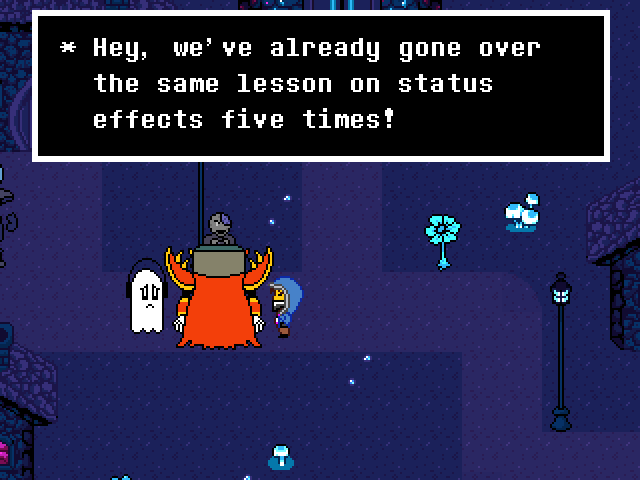 * Hey, we've already gone over
the same lesson on status
effects five times!